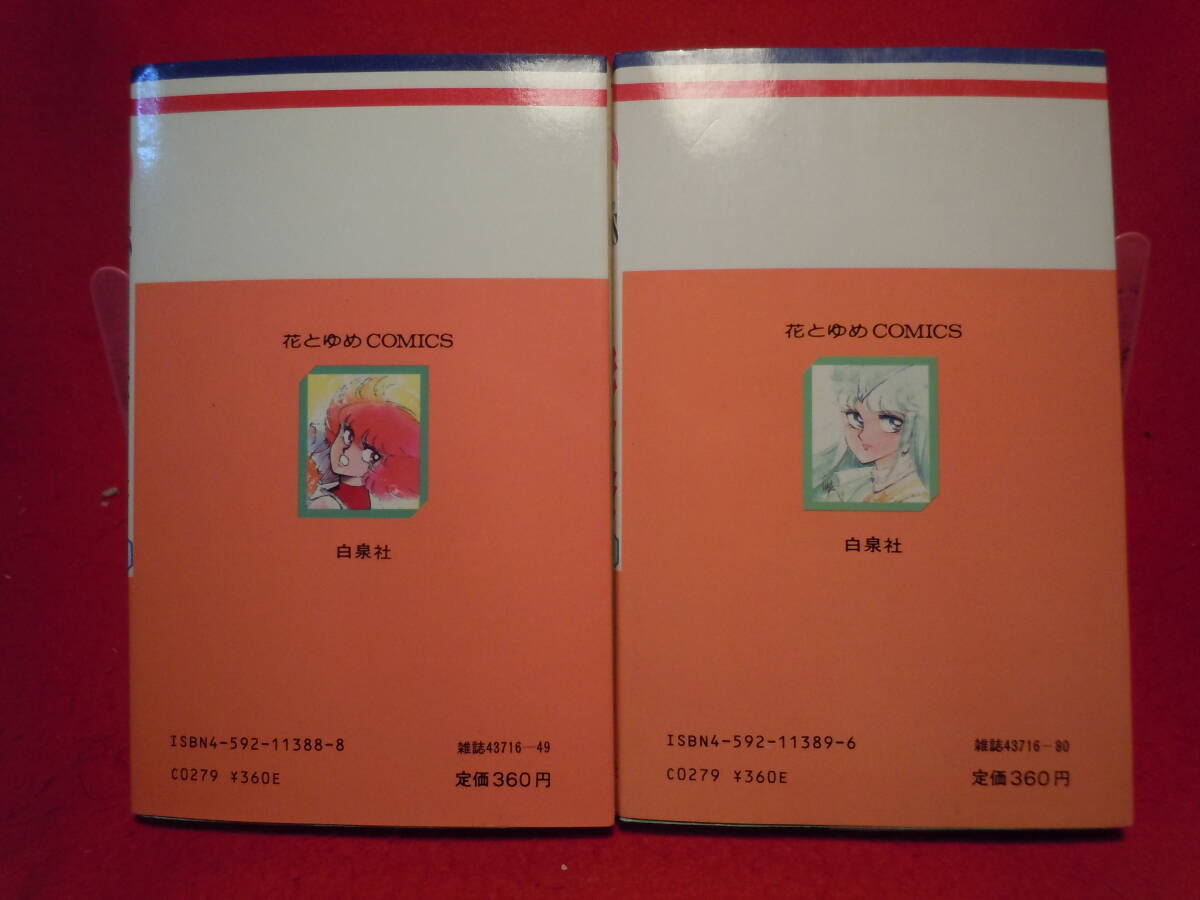 花とゆめCOMICS
白泉社
ISBN4-592-11388-8
雑誌43716-49
C0279 ¥360E
定価360円
花とゆめCOMICS
白泉社
ISBN4-592-11389-6
雑誌43716-80
C0279 ¥360E
定価360円